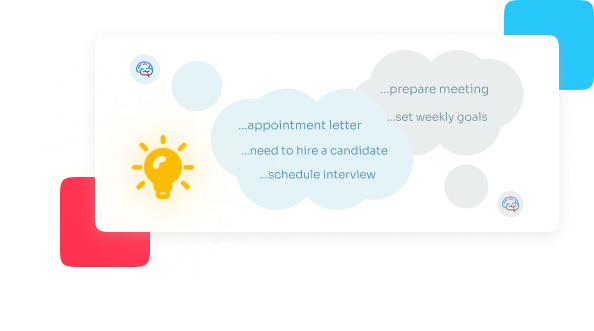 ...prepare meeting
...set weekly goals
...appointment letter
...need to hire a candidate
...schedule interview